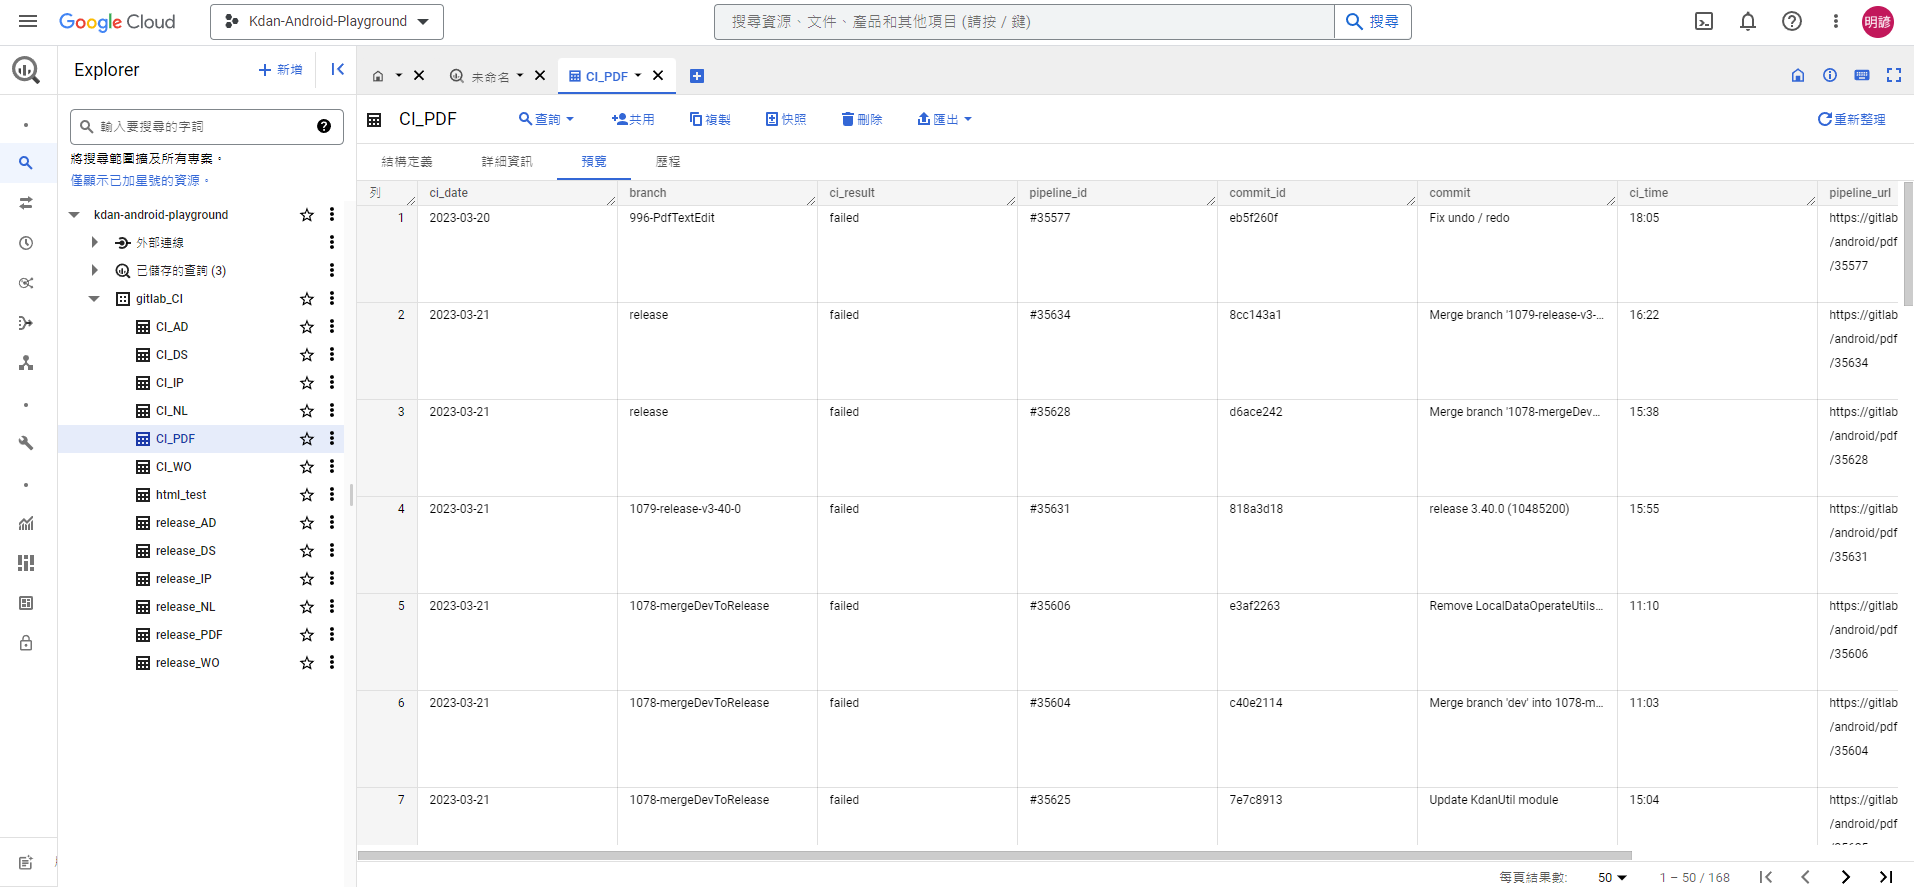 Google Cloud
Kdan-Android-Playground
搜尋資源、文件、產品和其他項目 (請按 / 鍵)
搜尋
明諺
Explorer
新增
未命名
CI_PDF
輸入要搜尋的字詞
將搜尋範圍擴及所有專案。
僅顯示已加星號的資源。
kdan-android-playground
外部連線
已儲存的查詢 (3)
gitlab_CI
CI_AD
CI_DS
CI_IP
CI_NL
CI_PDF
CI_WO
html_test
release_AD
release_DS
release_IP
release_NL
release_PDF
release_WO
CI_PDF
查詢
共用
複製
快照
刪除
匯出
重新整理
結構定義 詳細資訊 預覽 歷程
列 ci_date branch ci_result pipeline_id commit_id commit ci_time pipeline_url
1 2023-03-20 996-PdfTextEdit failed #35577 eb5f260f Fix undo / redo 18:05 https://gitlab
/android/pdf
/35577
2 2023-03-21 release failed #35634 8cc143a1 Merge branch '1079-release-v3-... 16:22 https://gitlab
/android/pdf
/35634
3 2023-03-21 release failed #35628 d6ace242 Merge branch '1078-mergeDev... 15:38 https://gitlab
/android/pdf
/35628
4 2023-03-21 1079-release-v3-40-0 failed #35631 818a3d18 release 3.40.0 (10485200) 15:55 https://gitlab
/android/pdf
/35631
5 2023-03-21 1078-mergeDevToRelease failed #35606 e3af2263 Remove LocalDataOperateUtils... 11:10 https://gitlab
/android/pdf
/35606
6 2023-03-21 1078-mergeDevToRelease failed #35604 c40e2114 Merge branch 'dev' into 1078-m... 11:03 https://gitlab
/android/pdf
/35604
7 2023-03-21 1078-mergeDevToRelease failed #35625 7e7c8913 Update KdanUtil module 15:04 https://gitlab
/android/pdf
每頁結果數: 50 1 – 50 / 168